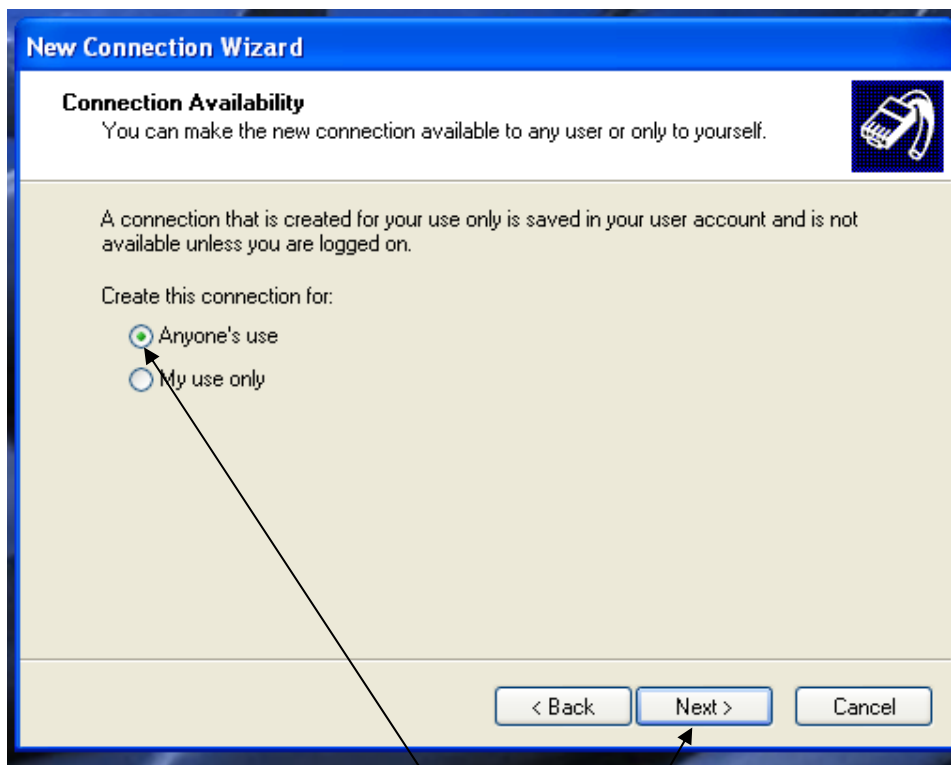 New Connection Wizard
Connection Availability
You can make the new connection available to any user or only to yourself.
A connection that is created for your use only is saved in your user account and is not
available unless you are logged on.
Create this connection for:
Anyone's use
My use only
< Back
Next >
Cancel